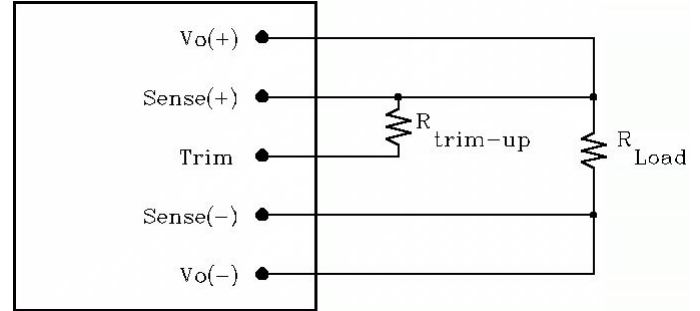 Vo(+)
Sense(+)
R trim-up
Trim
R Load
Sense(-)
Vo(-)